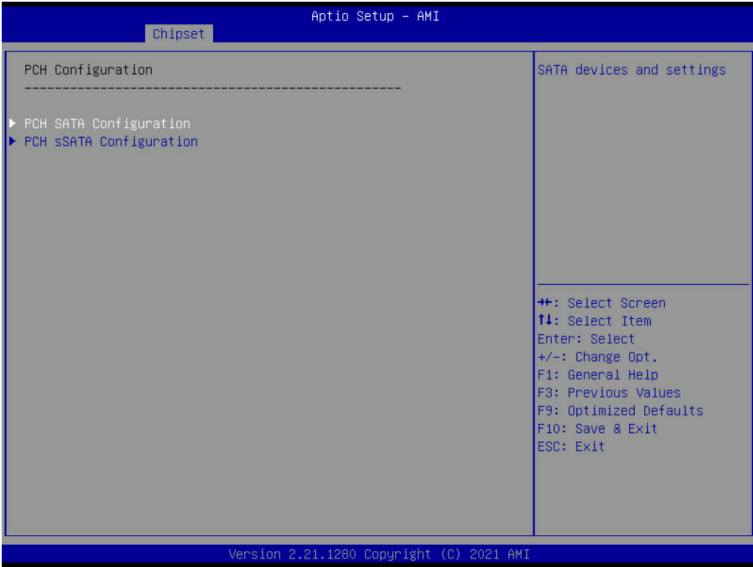 Aptio Setup – AMI
Chipset
PCH Configuration
------------------------------------------------
▶ PCH SATA Configuration
▶ PCH sSATA Configuration
SATA devices and settings
→←: Select Screen
↑↓: Select Item
Enter: Select
+/-: Change Opt.
F1: General Help
F3: Previous Values
F9: Optimized Defaults
F10: Save & Exit
ESC: Exit
Version 2.21.1280 Copyright (C) 2021 AMI